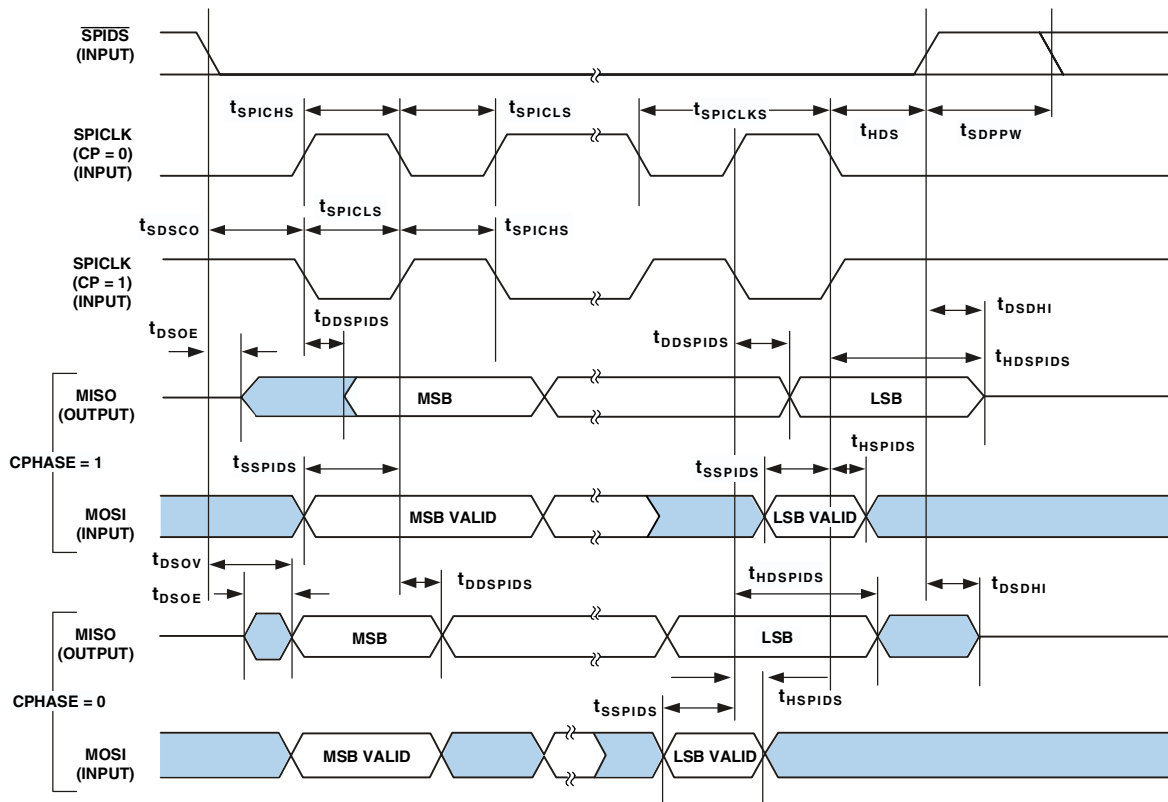 SPIDS
(INPUT)
tSPICHS
tSPICLS
tSPICLKS
tHDS
tSDPPW
SPICLK
(CP = 0)
(INPUT)
tSDSCO
tSPICLS
tSPICHS
SPICLK
(CP = 1)
(INPUT)
tDSOE
tDDSPIDS
tDDSPIDS
tDSDHI
tHDSPIDS
MISO
(OUTPUT)
MSB
LSB
CPHASE = 1
tSSPIDS
tSSPIDS
tHSPIDS
MOSI
(INPUT)
MSB VALID
LSB VALID
tDSOV
tDSOE
tDDSPIDS
tHDSPIDS
tDSDHI
MISO
(OUTPUT)
MSB
LSB
CPHASE = 0
tSSPIDS
tHSPIDS
MOSI
(INPUT)
MSB VALID
LSB VALID